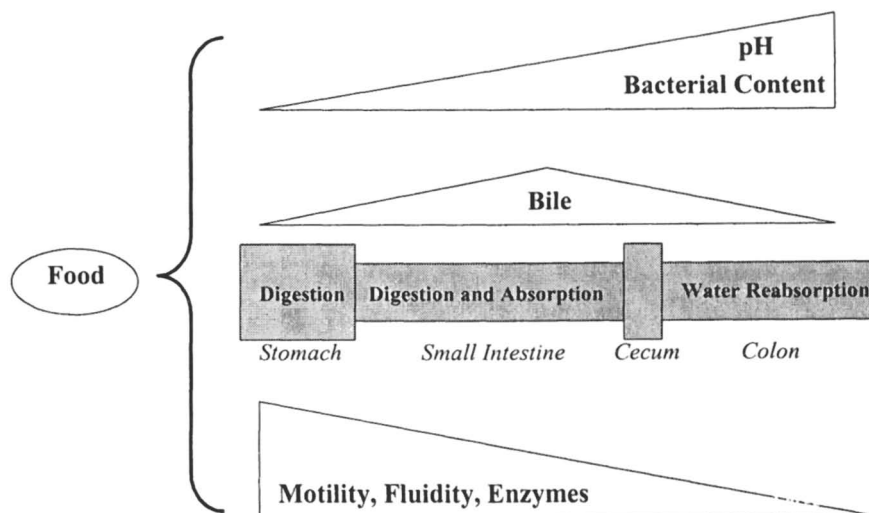 pH
Bacterial Content
Bile
Food
Digestion
Digestion and Absorption
Water Reabsorption
Stomach
Small Intestine
Cecum
Colon
Motility, Fluidity, Enzymes